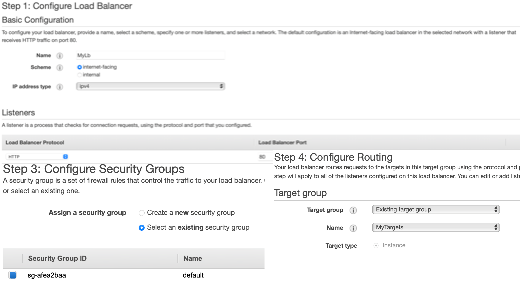 Step 1: Configure Load Balancer
Basic Configuration
To configure your load balancer, provide a name, select a scheme, specify one or more listeners, and select a network. The default configuration is an Internet-facing load balancer in the selected network with a listener that
receives HTTP traffic on port 80.
Name i MyLb
Scheme i internet-facing
internal
IP address type i ipv4
Listeners
A listener is a process that checks for connection requests, using the protocol and port that you configured.
Load Balancer Protocol Load Balancer Port
HTTP 80
Step 3: Configure Security Groups
A security group is a set of firewall rules that control the traffic to your load balancer.
or select an existing one.
Assign a security group Create a new security group
Select an existing security group
Security Group ID Name
sg-afea2baa default
Step 4: Configure Routing
Your load balancer routes requests to the targets in this target group using the protocol and
step will apply to all of the listeners configured on this load balancer. You can edit or add
Target group
Target group i Existing target group
Name i MyTargets
Target type Instance